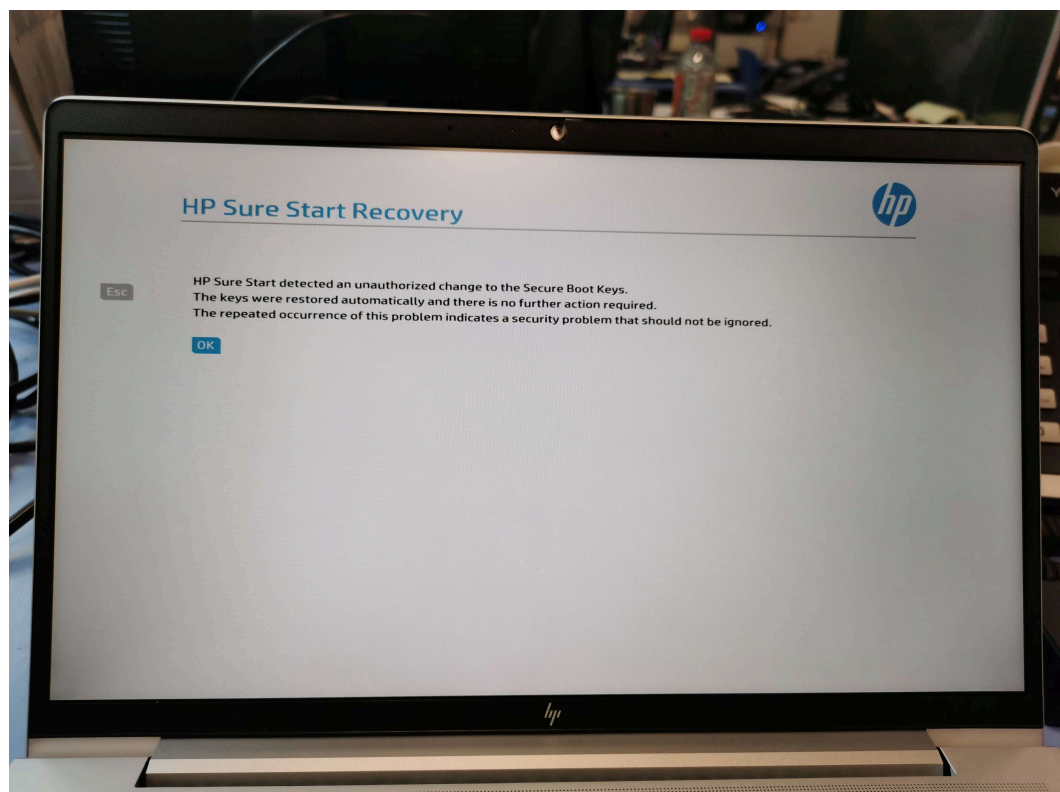 HP Sure Start Recovery
hp
Esc
HP Sure Start detected an unauthorized change to the Secure Boot Keys.
The keys were restored automatically and there is no further action required.
The repeated occurrence of this problem indicates a security problem that should not be ignored.
OK
hp